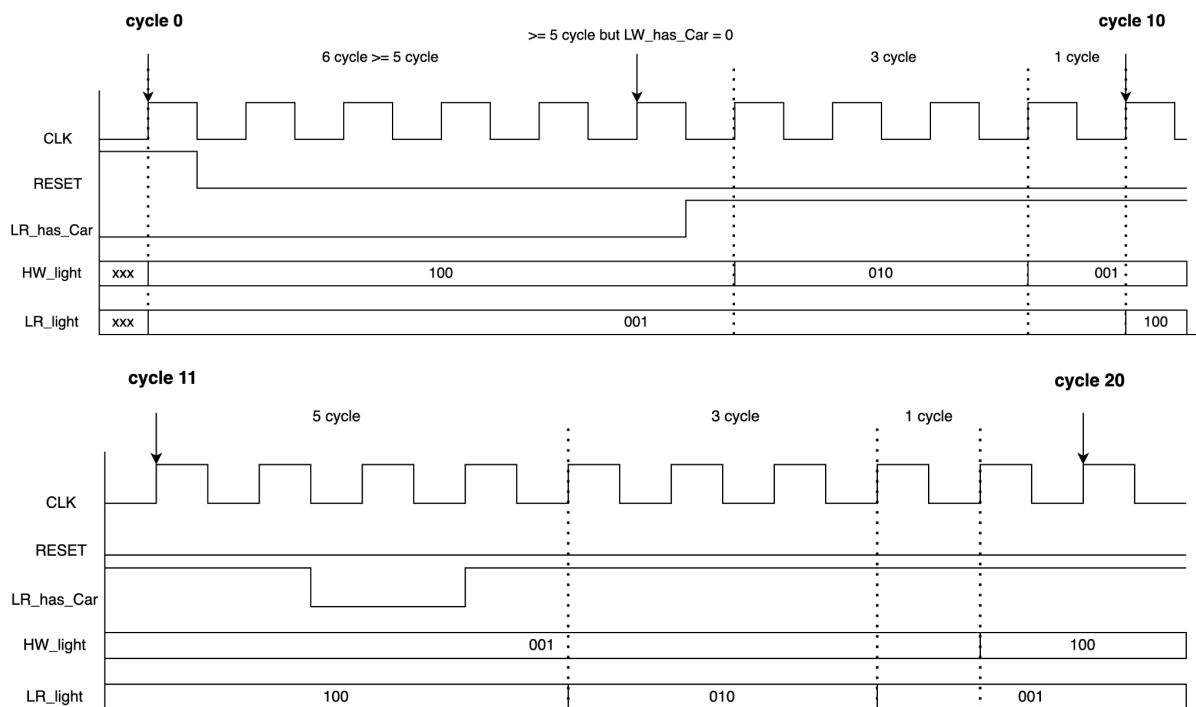 cycle 0
cycle 10
>= 5 cycle but LW_has_Car = 0
6 cycle >= 5 cycle
3 cycle
1 cycle
CLK
RESET
LR_has_Car
HW_light xxx 100 010 001
LR_light xxx 001 100
cycle 11
cycle 20
5 cycle
3 cycle
1 cycle
CLK
RESET
LR_has_Car
HW_light 001 100
LR_light 100 010 001